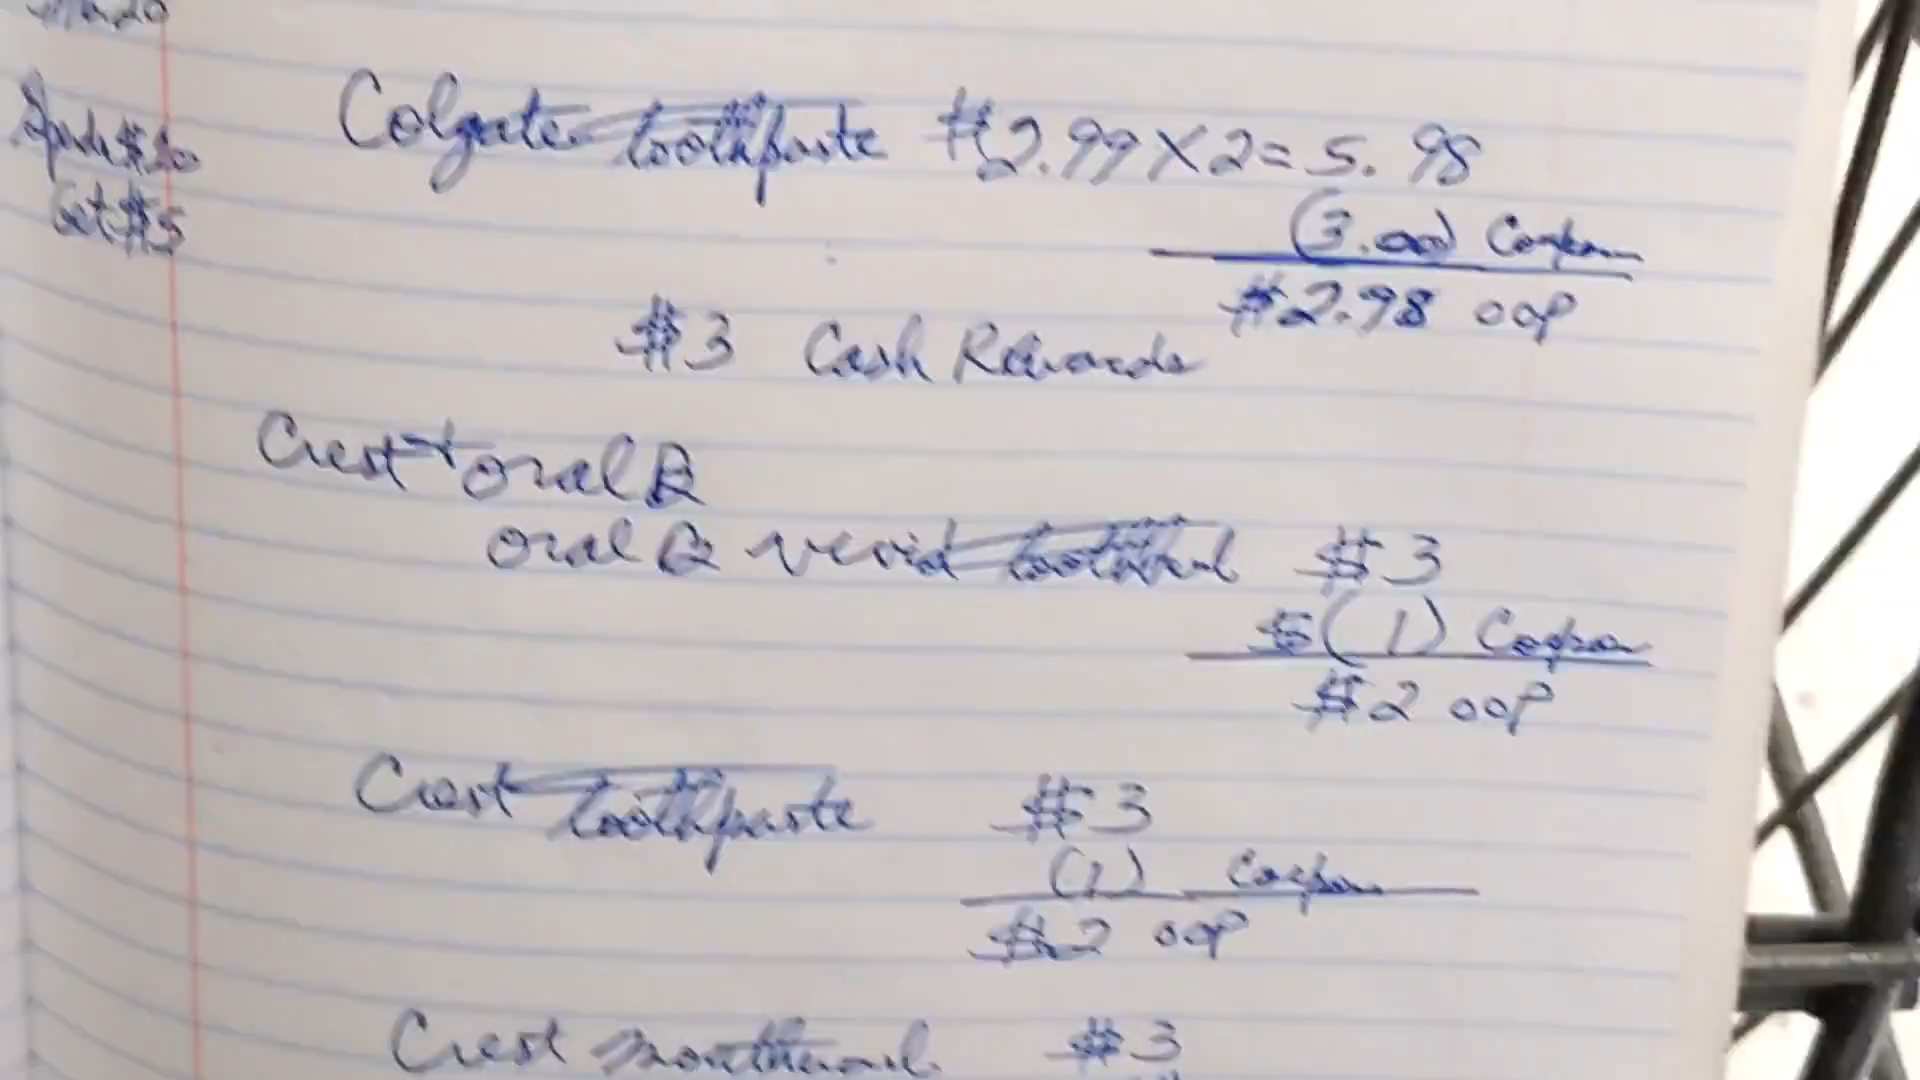 Colgate toothpaste $2.99 X 2 = 5.98
Spend $20
Get $5
(3.00) Coupon
$2.98 OOP
$3 Cash Rewards
Crest + Oral B
Oral B vivid toothbrush $3
$(1) Coupon
$2 OOP
Crest toothpaste $3
(1) Coupon
$2 OOP
Crest mouthwash $3